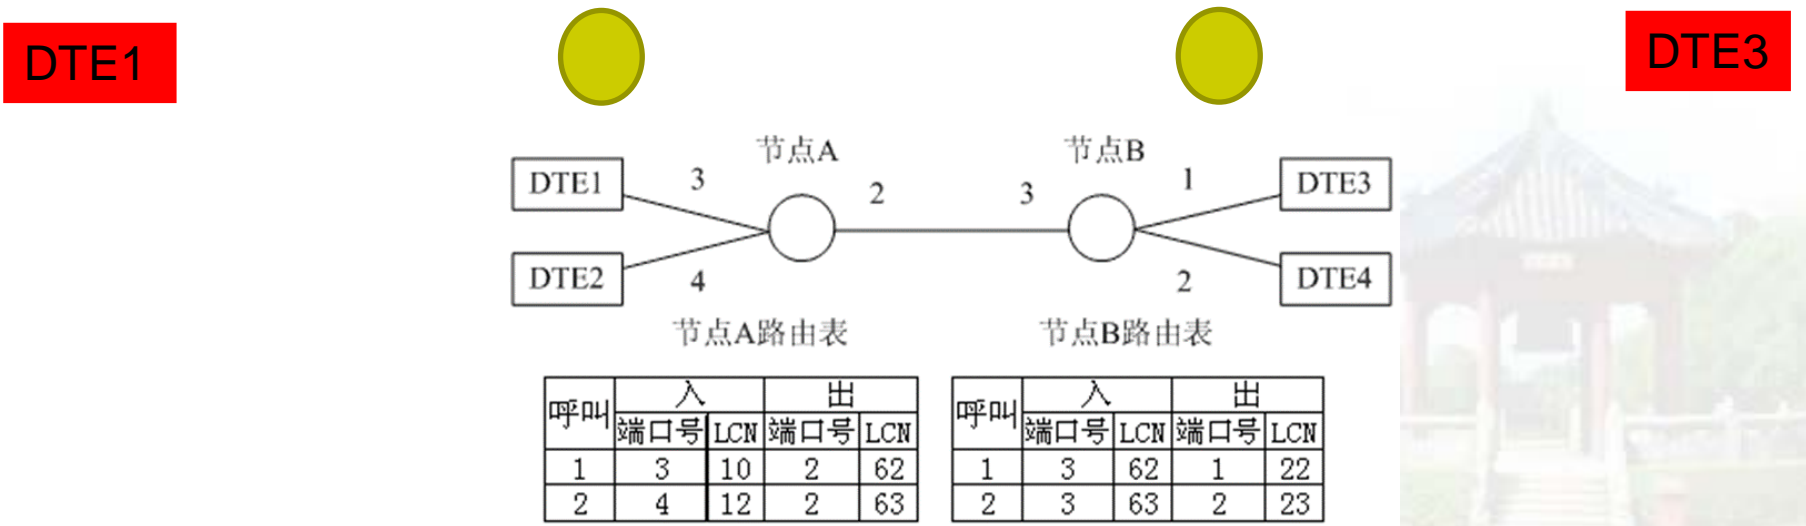 DTE1
DTE3
节点A
节点B
DTE1
3
2
3
1
DTE3
DTE2
4
2
DTE4
节点A路由表
节点B路由表
呼叫 入 出
端口号 LCN 端口号 LCN
1 3 10 2 62
2 4 12 2 63
呼叫 入 出
端口号 LCN 端口号 LCN
1 3 62 1 22
2 3 63 2 23